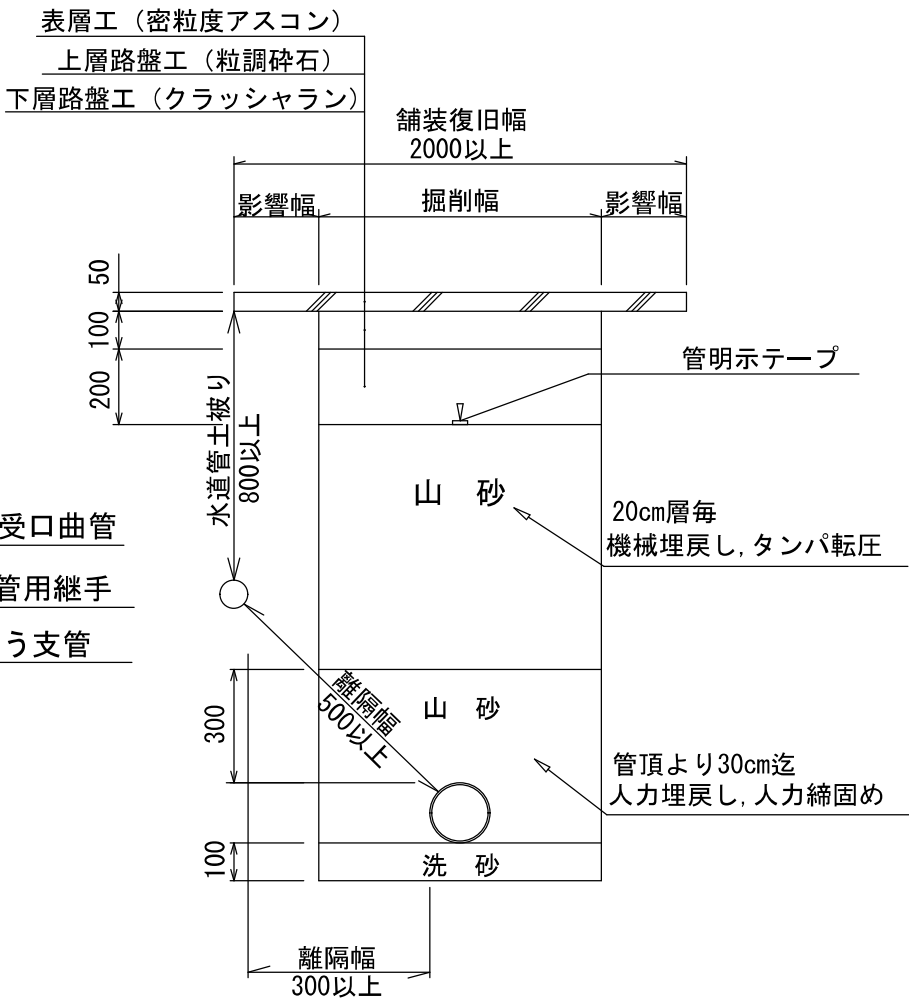 表層工（密粒度アスコン）
上層路盤工（粒調砕石）
下層路盤工（クラッシャラン）
舗装復旧幅
2000以上
影響幅
掘削幅
影響幅
50
100
200
水道管土被り
800以上
管明示テープ
山 砂
20cm層毎
機械埋戻し,タンパ転圧
受口曲管
管用継手
う支管
離隔幅
500以上
300
山 砂
管頂より30cm迄
人力埋戻し,人力締固め
100
洗 砂
離隔幅
300以上